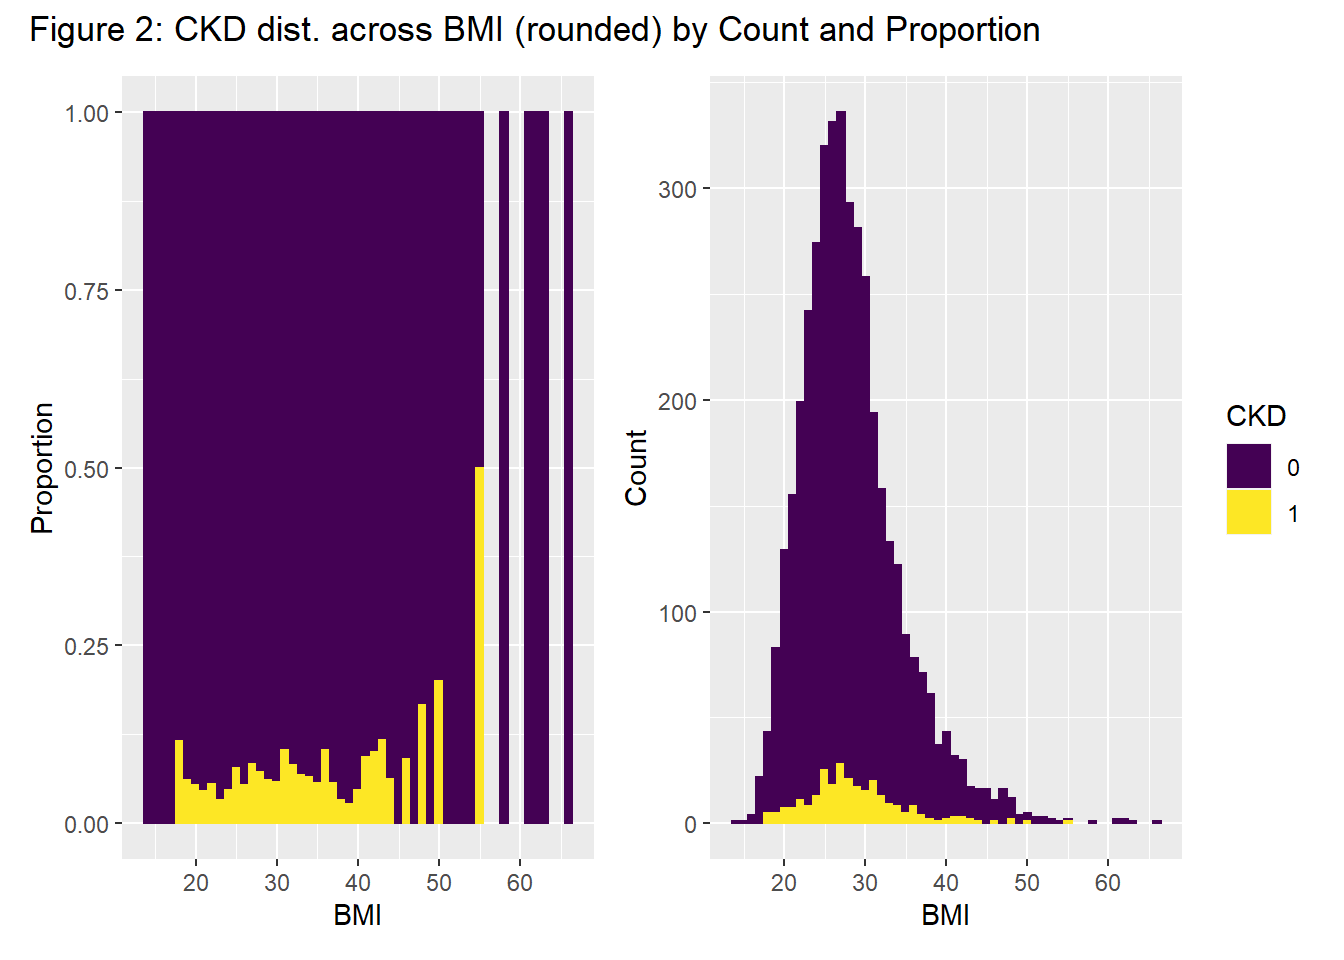 Figure 2: CKD dist. across BMI (rounded) by Count and Proportion
1.00
0.75
0.50
0.25
0.00
Proportion
20 30 40 50 60
BMI
300
200
100
0
Count
20 30 40 50 60
BMI
CKD
0
1